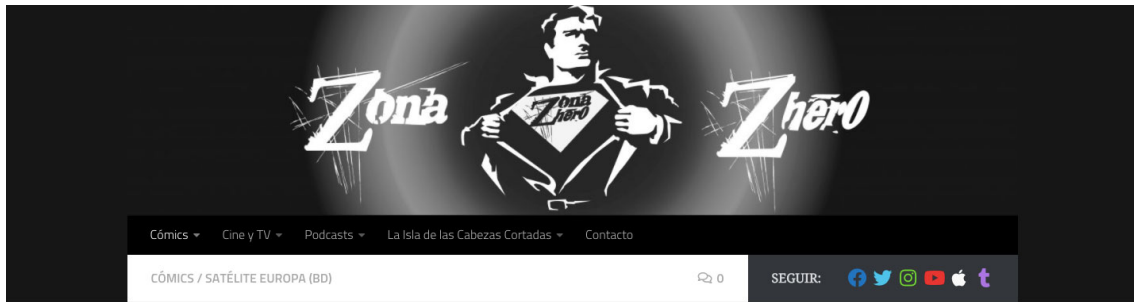 Zona Zhero
Zona
Zhero
Cómics Cine y TV Podcasts La Isla de las Cabezas Cortadas Contacto
CÓMICS / SATÉLITE EUROPA (BD) 0 SEGUIR: